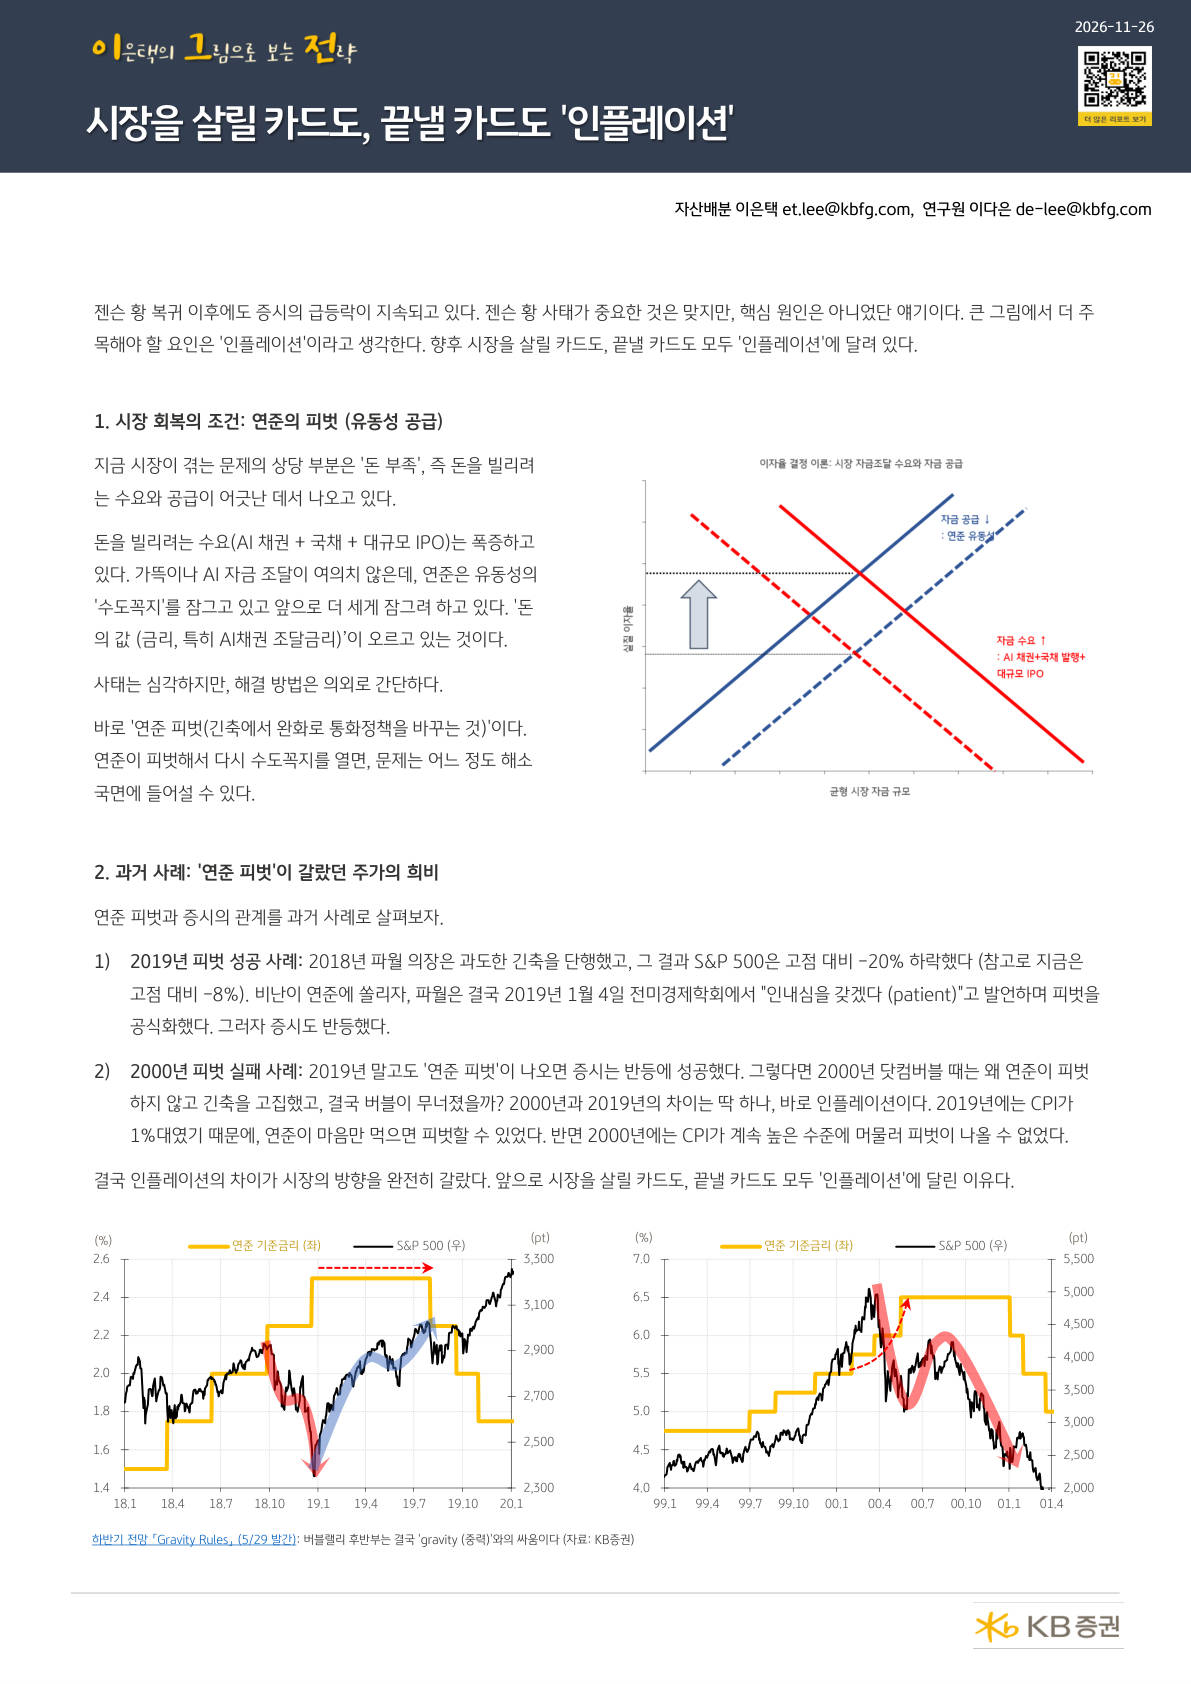 2026-11-26
이은택의 그림으로 보는 전략
더 많은 리포트 보기
시장을 살릴 카드도, 끝낼 카드도 '인플레이션'
자산배분 이은택 et.lee@kbfg.com, 연구원 이다은 de-lee@kbfg.com
젠슨 황 복귀 이후에도 증시의 급등락이 지속되고 있다. 젠슨 황 사태가 중요한 것은 맞지만, 핵심 원인은 아니었단 얘기이다. 큰 그림에서 더 주
목해야 할 요인은 '인플레이션'이라고 생각한다. 향후 시장을 살릴 카드도, 끝낼 카드도 모두 '인플레이션'에 달려 있다.
1. 시장 회복의 조건: 연준의 피벗 (유동성 공급)
지금 시장이 겪는 문제의 상당 부분은 '돈 부족', 즉 돈을 빌리려
는 수요와 공급이 어긋난 데서 나오고 있다.
돈을 빌리려는 수요(AI 채권 + 국채 + 대규모 IPO)는 폭증하고
있다. 가뜩이나 AI 자금 조달이 여의치 않은데, 연준은 유동성의
'수도꼭지'를 잠그고 있고 앞으로 더 세게 잠그려 하고 있다. '돈
의 값 (금리, 특히 AI채권 조달금리)’이 오르고 있는 것이다.
사태는 심각하지만, 해결 방법은 의외로 간단하다.
바로 '연준 피벗(긴축에서 완화로 통화정책을 바꾸는 것)'이다.
연준이 피벗해서 다시 수도꼭지를 열면, 문제는 어느 정도 해소
국면에 들어설 수 있다.
이자율 결정 이론: 시장 자금조달 수요와 자금 공급
자금 공급 ↓
: 연준 유동성
실질 이자율
자금 수요 ↑
: AI 채권+국채 발행+
대규모 IPO
균형 시장 자금 규모
2. 과거 사례: '연준 피벗'이 갈랐던 주가의 희비
연준 피벗과 증시의 관계를 과거 사례로 살펴보자.
1) 2019년 피벗 성공 사례: 2018년 파월 의장은 과도한 긴축을 단행했고, 그 결과 S&P 500은 고점 대비 -20% 하락했다 (참고로 지금은
고점 대비 -8%). 비난이 연준에 쏠리자, 파월은 결국 2019년 1월 4일 전미경제학회에서 "인내심을 갖겠다 (patient)"고 발언하며 피벗을
공식화했다. 그러자 증시도 반등했다.
2) 2000년 피벗 실패 사례: 2019년 말고도 '연준 피벗'이 나오면 증시는 반등에 성공했다. 그렇다면 2000년 닷컴버블 때는 왜 연준이 피벗
하지 않고 긴축을 고집했고, 결국 버블이 무너졌을까? 2000년과 2019년의 차이는 딱 하나, 바로 인플레이션이다. 2019년에는 CPI가
1%대였기 때문에, 연준이 마음만 먹으면 피벗할 수 있었다. 반면 2000년에는 CPI가 계속 높은 수준에 머물러 피벗이 나올 수 없었다.
결국 인플레이션의 차이가 시장의 방향을 완전히 갈랐다. 앞으로 시장을 살릴 카드도, 끝낼 카드도 모두 '인플레이션'에 달린 이유다.
(%) 연준 기준금리 (좌) S&P 500 (우) (pt)
2.6 3,300
2.4 3,100
2.2 2,900
2.0
1.8 2,700
1.6 2,500
1.4 2,300
18.1 18.4 18.7 18.10 19.1 19.4 19.7 19.10 20.1
(%) 연준 기준금리 (좌) S&P 500 (우) (pt)
7.0 5,500
6.5 5,000
6.0 4,500
5.5 4,000
5.0 3,500
4.5 3,000
2,500
4.0 2,000
99.1 99.4 99.7 99.10 00.1 00.4 00.7 00.10 01.1 01.4
하반기 전망 「Gravity Rules」 (5/29 발간): 버블랠리 후반부는 결국 'gravity (중력)'와의 싸움이다 (자료: KB증권)
KB증권